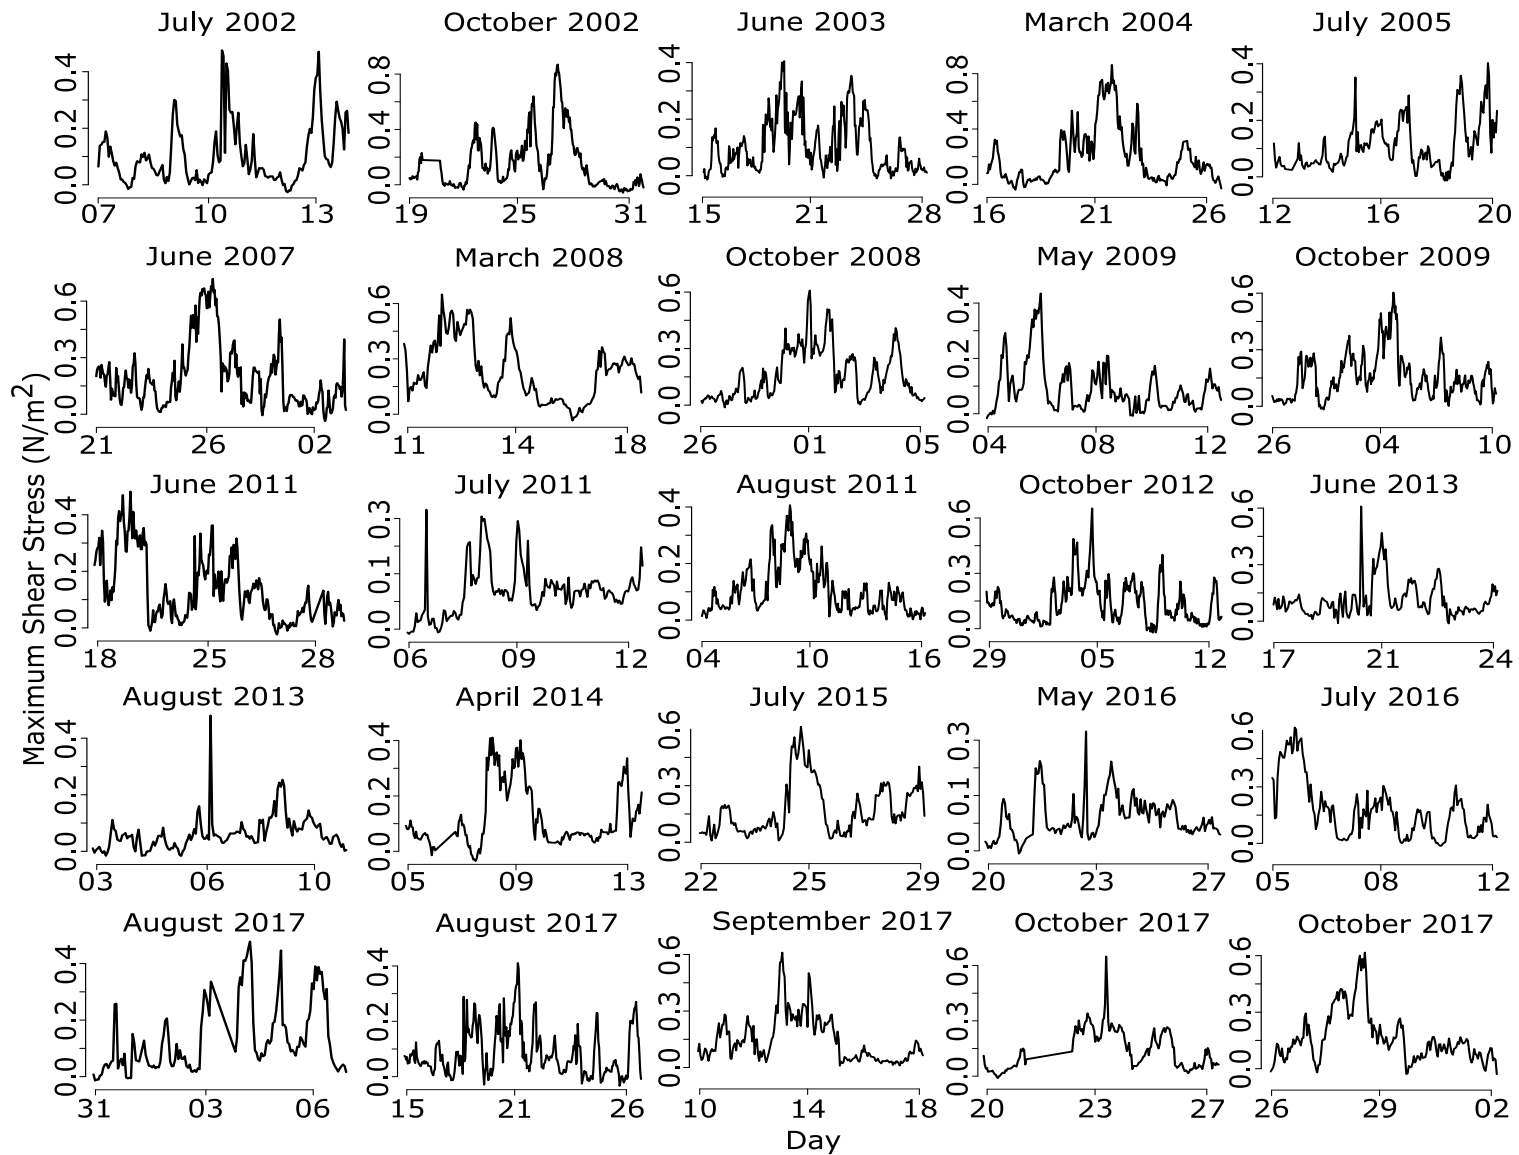 July 2002 October 2002 June 2003 March 2004 July 2005
0.0 0.2 0.4 0.0 0.2 0.4 0.8 0.0 0.1 0.2 0.3 0.4 0.0 0.4 0.8 0.0 0.2 0.4
07 10 13 19 25 31 15 21 28 16 21 26 12 16 20
June 2007 March 2008 October 2008 May 2009 October 2009
0.0 0.3 0.6 0.0 0.3 0.6 0.0 0.3 0.6 0.0 0.2 0.4 0.0 0.3 0.6
21 26 02 11 14 18 26 01 05 04 08 12 26 04 10
Maximum Shear Stress (N/m2)
June 2011 July 2011 August 2011 October 2012 June 2013
0.0 0.2 0.4 0.0 0.1 0.3 0.0 0.2 0.4 0.0 0.3 0.6 0.0 0.3 0.6
18 25 28 06 09 12 04 10 16 29 05 12 17 21 24
August 2013 April 2014 July 2015 May 2016 July 2016
0.0 0.2 0.4 0.0 0.2 0.4 0.0 0.3 0.6 0.0 0.1 0.3 0.0 0.3 0.6
03 06 10 05 09 13 22 25 29 20 23 27 05 08 12
August 2017 August 2017 September 2017 October 2017 October 2017
0.0 0.2 0.4 0.0 0.2 0.4 0.0 0.3 0.6 0.0 0.3 0.6 0.0 0.3 0.6
31 03 06 15 21 26 10 14 18 20 23 27 26 29 02
Day